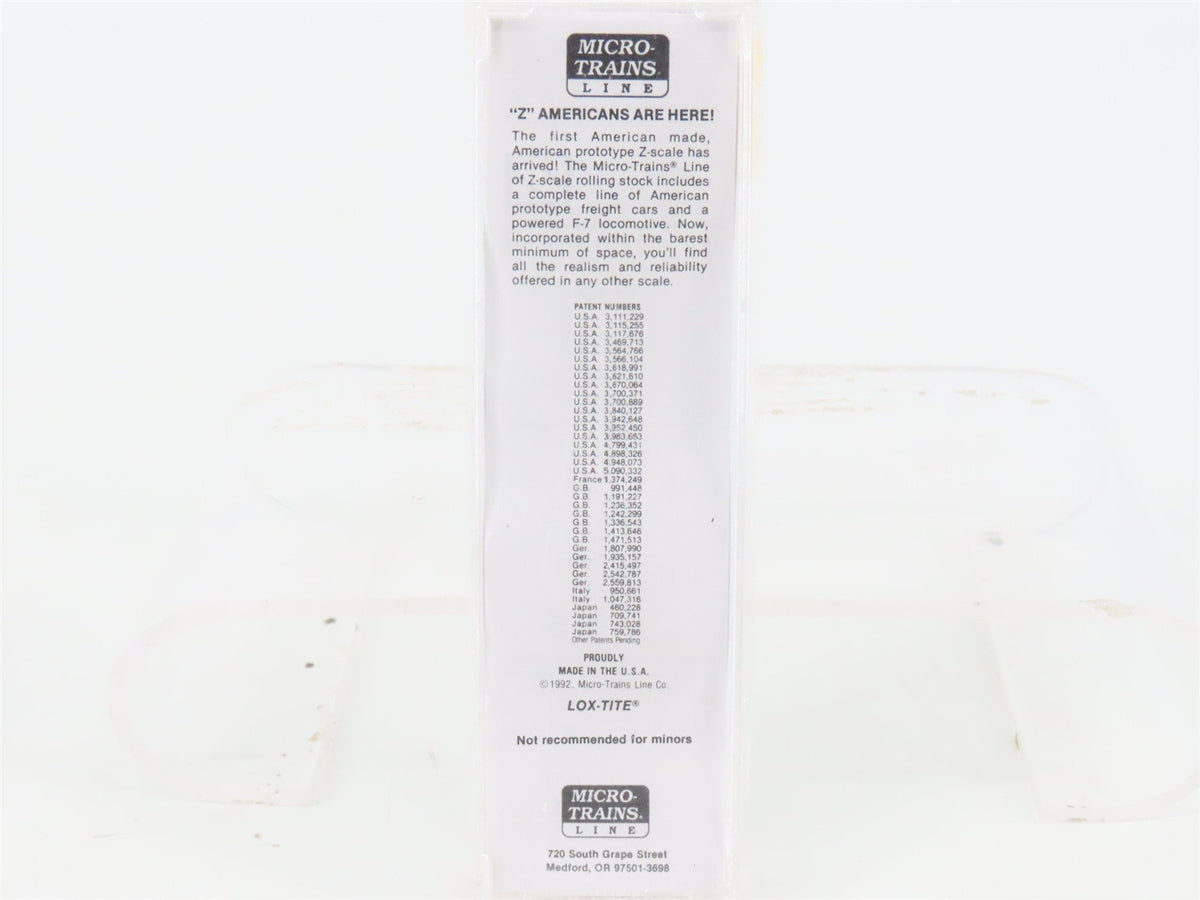 MICRO-
TRAINS®
LINE
"Z" AMERICANS ARE HERE!
The first American made,
American prototype Z-scale has
arrived! The Micro-Trains® Line
of Z-scale rolling stock includes
a complete line of American
prototype freight cars and a
powered F-7 locomotive. Now,
incorporated within the barest
minimum of space, you'll find
all the realism and reliability
offered in any other scale.
PATENT NUMBERS
U.S.A. 3,111,229
U.S.A. 3,115,255
U.S.A. 3,117,676
U.S.A. 3,469,713
U.S.A. 3,564,766
U.S.A. 3,566,104
U.S.A. 3,618,991
U.S.A. 3,621,610
U.S.A. 3,670,064
U.S.A. 3,700,371
U.S.A. 3,700,889
U.S.A. 3,840,127
U.S.A. 3,942,648
U.S.A. 3,952,450
U.S.A. 3,983,663
U.S.A. 4,799,431
U.S.A. 4,898,326
U.S.A. 4,948,073
U.S.A. 5,090,332
France 1,374,249
G.B. 991,448
G.B. 1,191,227
G.B. 1,236,352
G.B. 1,242,299
G.B. 1,336,543
G.B. 1,413,646
G.B. 1,471,513
Ger. 1,807,990
Ger. 1,935,157
Ger. 2,415,497
Ger. 2,542,787
Ger. 2,559,813
Italy 950,661
Italy 1,047,316
Japan 460,228
Japan 709,741
Japan 743,028
Japan 759,786
Other Patents Pending
PROUDLY
MADE IN THE U.S.A.
©1992, Micro-Trains Line Co.
LOX-TITE®
Not recommended for minors
MICRO-
TRAINS®
LINE
720 South Grape Street
Medford, OR 97501-3698